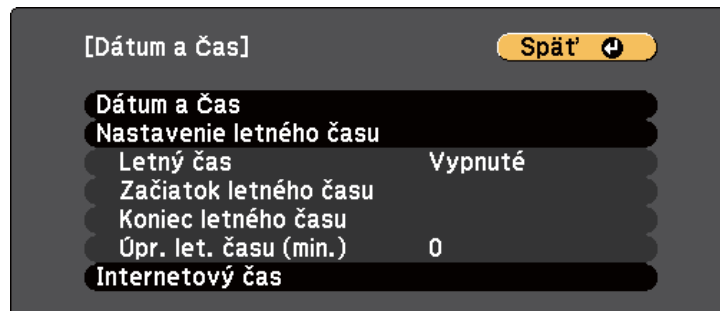 [Dátum a Čas]
Späť
Dátum a Čas
Nastavenie letného času
Letný čas Vypnuté
Začiatok letného času
Koniec letného času
Úpr. let. času (min.) 0
Internetový čas